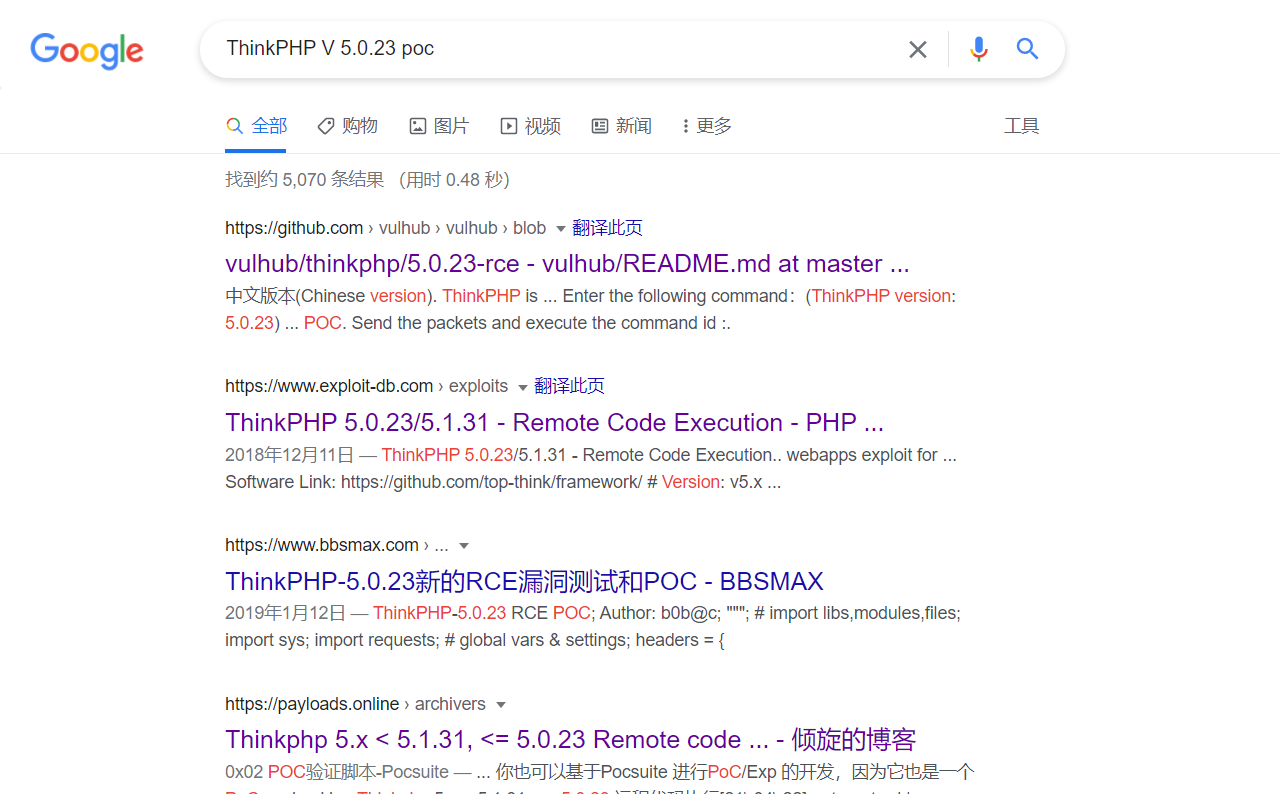 Google
ThinkPHP V 5.0.23 poc
全部 购物 图片 视频 新闻 更多 工具
找到约 5,070 条结果 （用时 0.48 秒）
https://github.com › vulhub › vulhub › blob 翻译此页
vulhub/thinkphp/5.0.23-rce - vulhub/README.md at master ...
中文版本(Chinese version). ThinkPHP is ... Enter the following command：(ThinkPHP version:
5.0.23) ... POC. Send the packets and execute the command id :.
https://www.exploit-db.com › exploits 翻译此页
ThinkPHP 5.0.23/5.1.31 - Remote Code Execution - PHP ...
2018年12月11日 — ThinkPHP 5.0.23/5.1.31 - Remote Code Execution.. webapps exploit for ...
Software Link: https://github.com/top-think/framework/ # Version: v5.x ...
https://www.bbsmax.com › ...
ThinkPHP-5.0.23新的RCE漏洞测试和POC - BBSMAX
2019年1月12日 — ThinkPHP-5.0.23 RCE POC; Author: b0b@c; """; # import libs,modules,files;
import sys; import requests; # global vars & settings; headers = {
https://payloads.online › archivers
Thinkphp 5.x < 5.1.31, <= 5.0.23 Remote code ... - 倾旋的博客
0x02 POC验证脚本-Pocsuite — ... 你也可以基于Pocsuite 进行PoC/Exp 的开发，因为它也是一个